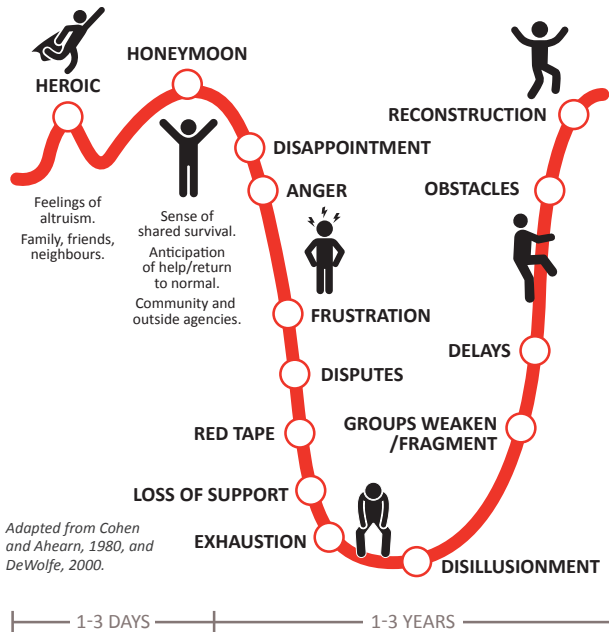 HEROIC
HONEYMOON
Feelings of
altruism.
Family, friends,
neighbours.
Sense of
shared survival.
Anticipation
of help/return
to normal.
Community and
outside agencies.
DISAPPOINTMENT
ANGER
FRUSTRATION
DISPUTES
RED TAPE
LOSS OF SUPPORT
EXHAUSTION
DISILLUSIONMENT
GROUPS WEAKEN
/FRAGMENT
DELAYS
OBSTACLES
RECONSTRUCTION
Adapted from Cohen
and Ahearn, 1980, and
DeWolfe, 2000.
1-3 DAYS
1-3 YEARS